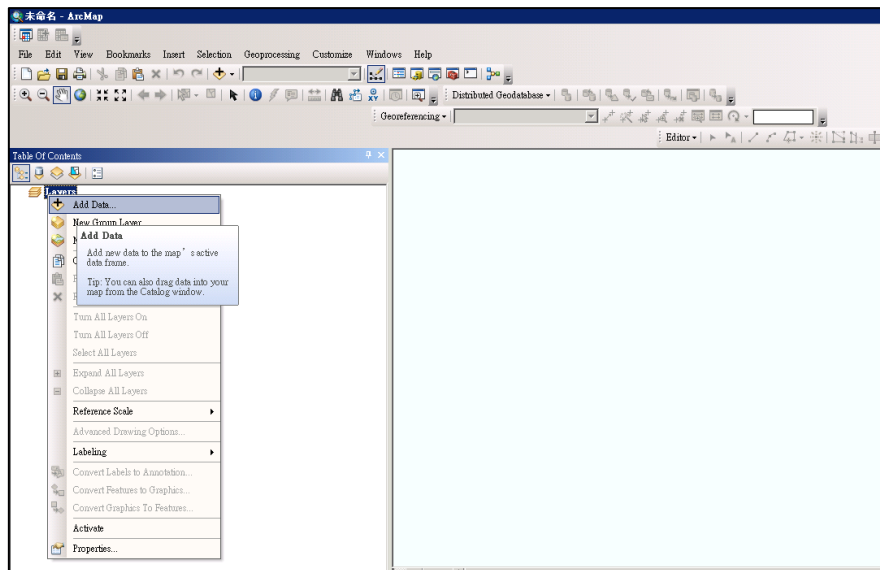 未命名 - ArcMap
File Edit View Bookmarks Insert Selection Geoprocessing Customize Windows Help
Distributed Geodatabase
Georeferencing
Editor
Table Of Contents
Layers
Add Data...
New Group Layer
Add Data
Add new data to the map's active
data frame.
Tip: You can also drag data into your
map from the Catalog window.
Turn All Layers On
Turn All Layers Off
Select All Layers
Expand All Layers
Collapse All Layers
Reference Scale
Advanced Drawing Options...
Labeling
Convert Labels to Annotation...
Convert Features to Graphics...
Convert Graphics To Features...
Activate
Properties...